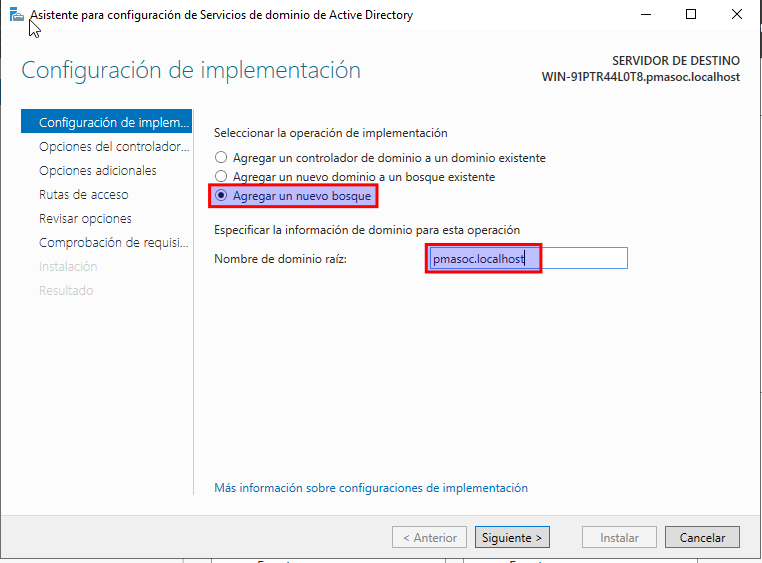 Asistente para configuración de Servicios de dominio de Active Directory
Configuración de implementación
SERVIDOR DE DESTINO
WIN-91PTR44L0T8.pmasoc.localhost
Configuración de implem...
Opciones del controlador...
Opciones adicionales
Rutas de acceso
Revisar opciones
Comprobación de requisi...
Instalación
Resultado
Seleccionar la operación de implementación
Agregar un controlador de dominio a un dominio existente
Agregar un nuevo dominio a un bosque existente
Agregar un nuevo bosque
Especificar la información de dominio para esta operación
Nombre de dominio raíz: pmasoc.localhost
Más información sobre configuraciones de implementación
< Anterior Siguiente > Instalar Cancelar